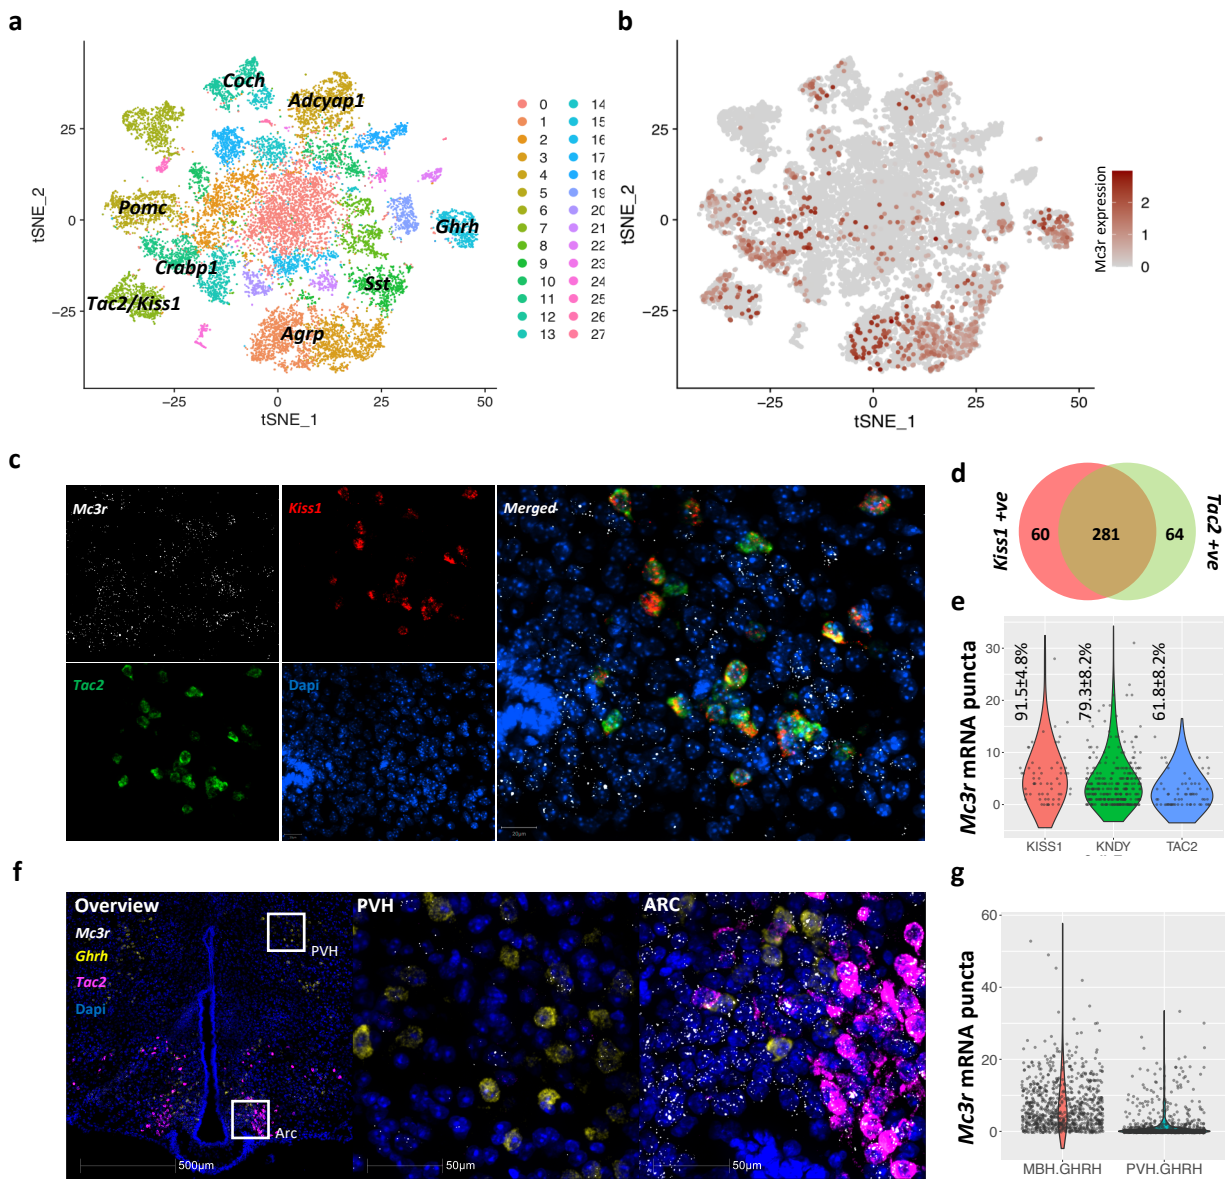 a
Coch
Adcyap1
Pomc
Ghrh
Crabp1
Tac2/Kiss1
Sst
Agrp
25
0
−25
tSNE_2
−25
0
25
50
tSNE_1
0
1
2
3
4
5
6
7
8
9
10
11
12
13
14
15
16
17
18
19
20
21
22
23
24
25
26
27
b
25
0
−25
tSNE_2
−25
0
25
50
tSNE_1
Mc3r expression
2
1
0
c
Mc3r
Kiss1
Merged
Tac2
Dapi
20μm
d
Kiss1 +ve
60
281
64
Tac2 +ve
e
Mc3r mRNA puncta
30
20
10
0
91.5±4.8%
79.3±8.2%
61.8±8.2%
KISS1
KNDY
TAC2
f
Overview
Mc3r
Ghrh
Tac2
Dapi
PVH
Arc
500μm
PVH
50μm
ARC
50μm
g
Mc3r mRNA puncta
60
40
20
0
MBH.GHRH
PVH.GHRH